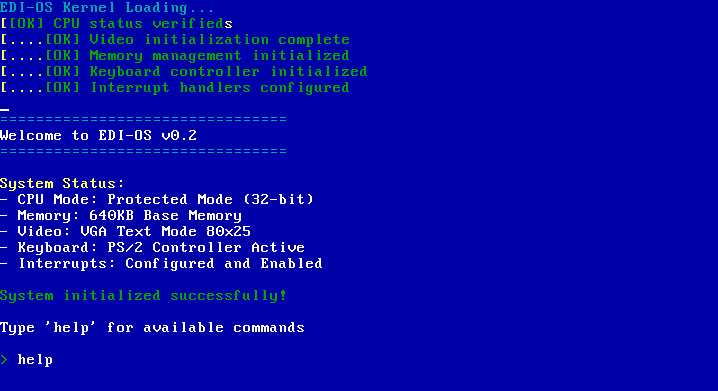 EDI-OS Kernel Loading...
[[OK] CPU status verifieds
[....[OK] Video initialization complete
[....[OK] Memory management initialized
[....[OK] Keyboard controller initialized
[....[OK] Interrupt handlers configured
_
================================
Welcome to EDI-OS v0.2
================================
System Status:
- CPU Mode: Protected Mode (32-bit)
- Memory: 640KB Base Memory
- Video: VGA Text Mode 80x25
- Keyboard: PS/2 Controller Active
- Interrupts: Configured and Enabled
System initialized successfully!
Type 'help' for available commands
> help